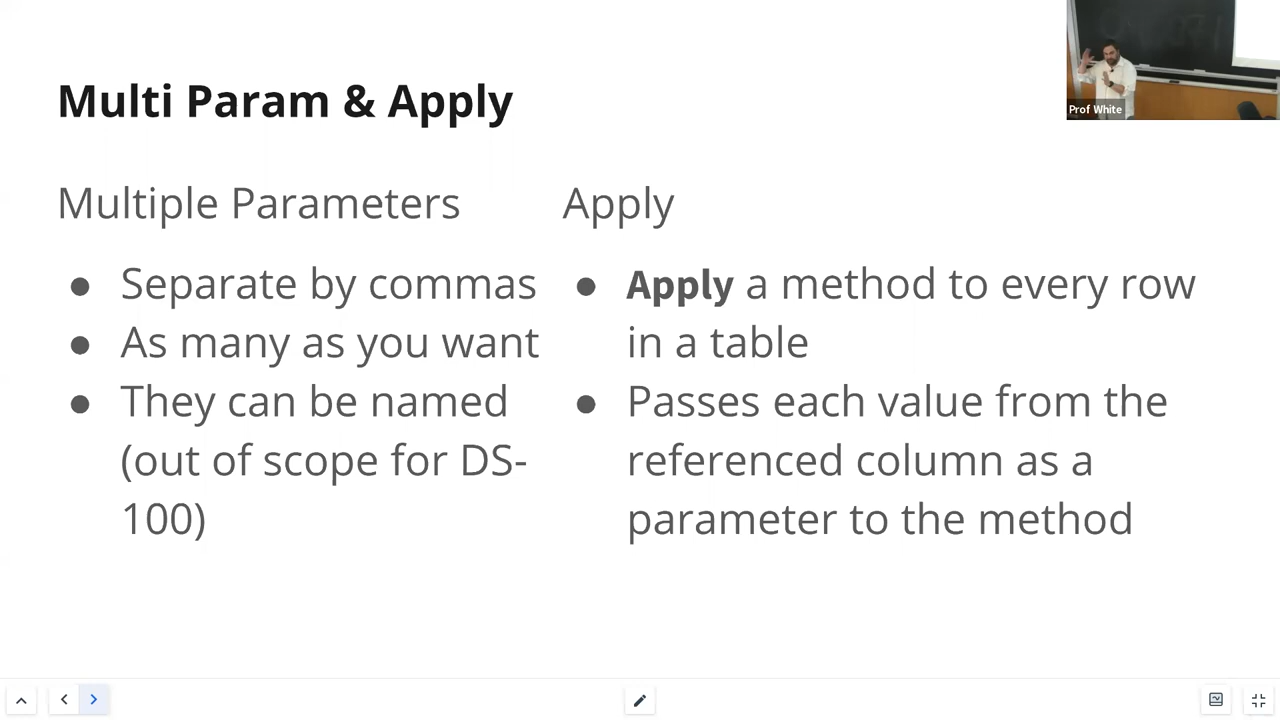 Multi Param & Apply
Prof White
Multiple Parameters
● Separate by commas
● As many as you want
● They can be named
(out of scope for DS-
100)
Apply
● Apply a method to every row
in a table
● Passes each value from the
referenced column as a
parameter to the method